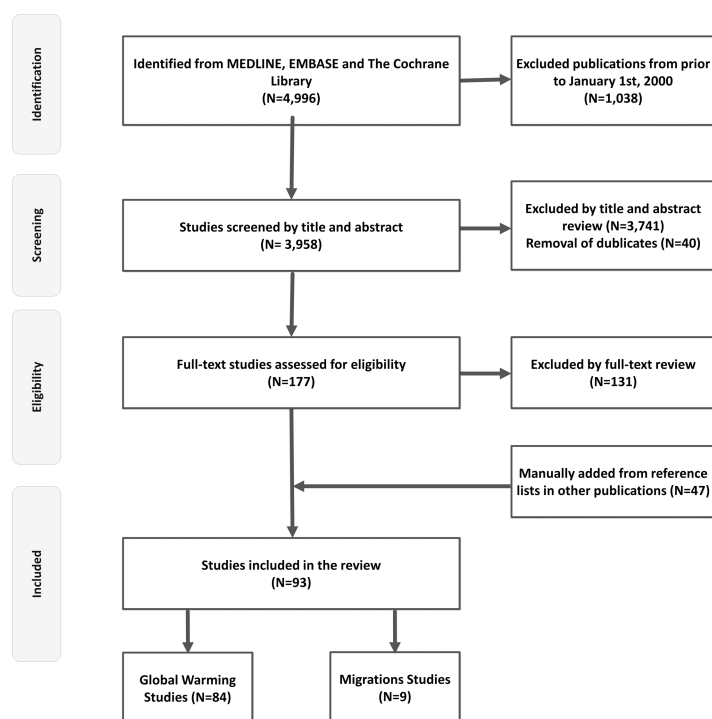 Identification
Identified from MEDLINE, EMBASE and The Cochrane
Library
(N=4,996)
Excluded publications from prior
to January 1st, 2000
(N=1,038)
Screening
Studies screened by title and abstract
(N= 3,958)
Excluded by title and abstract
review (N=3,741)
Removal of dublicates (N=40)
Eligibility
Full-text studies assessed for eligibility
(N=177)
Excluded by full-text review
(N=131)
Manually added from reference
lists in other publications (N=47)
Included
Studies included in the review
(N=93)
Global Warming
Studies (N=84)
Migrations Studies
(N=9)